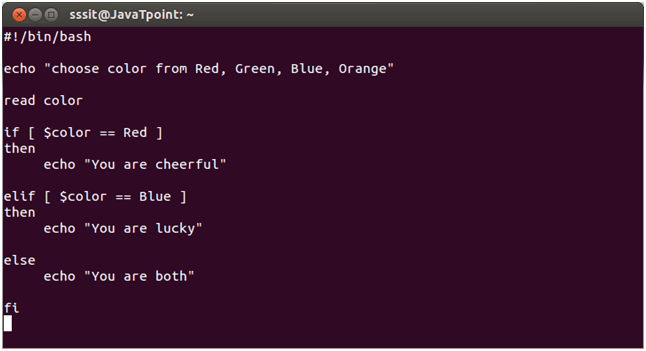 sssit@JavaTpoint: ~
#!/bin/bash
echo "choose color from Red, Green, Blue, Orange"
read color
if [ $color == Red ]
then
echo "You are cheerful"
elif [ $color == Blue ]
then
echo "You are lucky"
else
echo "You are both"
fi